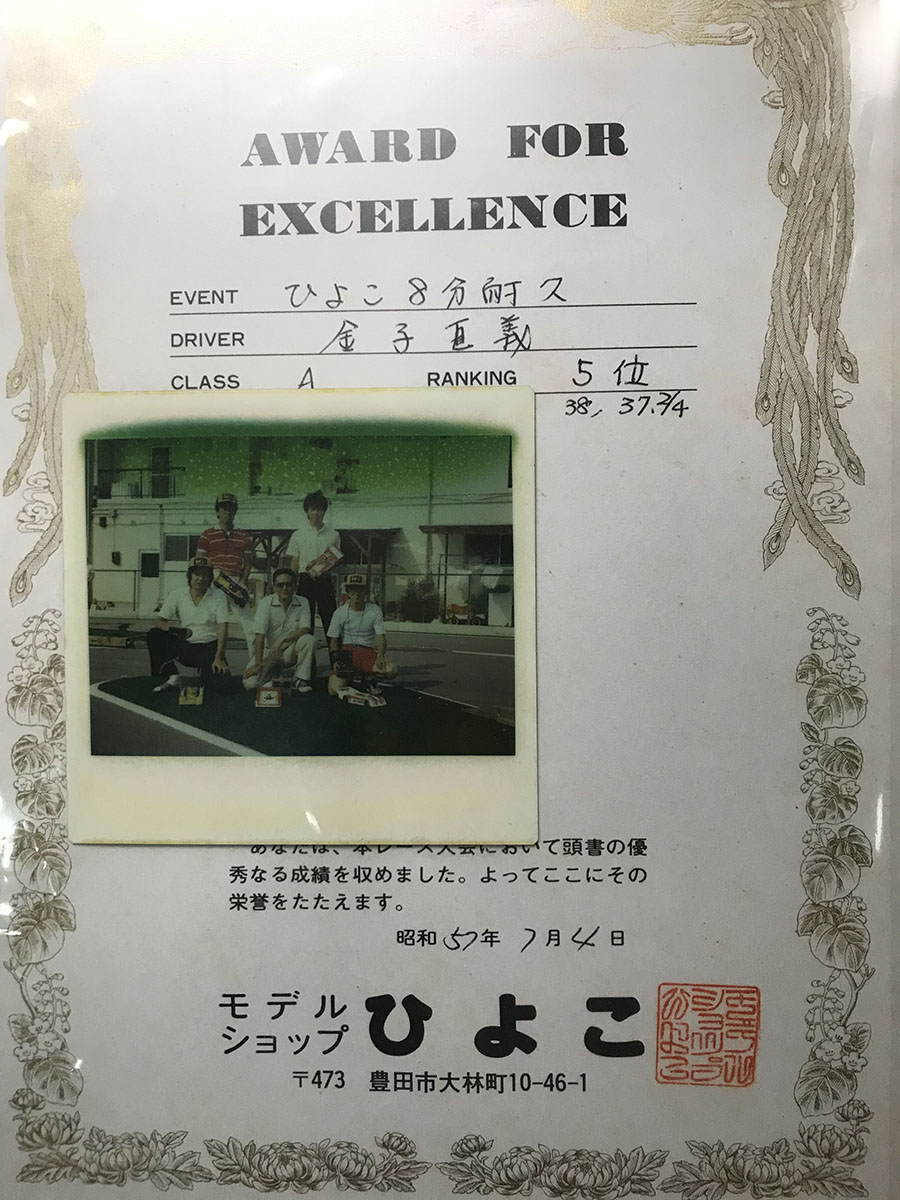 AWARD FOR
EXCELLENCE
EVENT ひよこ8分耐久
DRIVER 金子直義
CLASS A RANKING 5位
38, 37.2/4
あなたは、本レース大会において頭書の優
秀なる成績を収めました。よってここにその
栄誉をたたえます。
昭和57年7月4日
モデル
ショップ ひよこ
〒473 豊田市大林町10-46-1